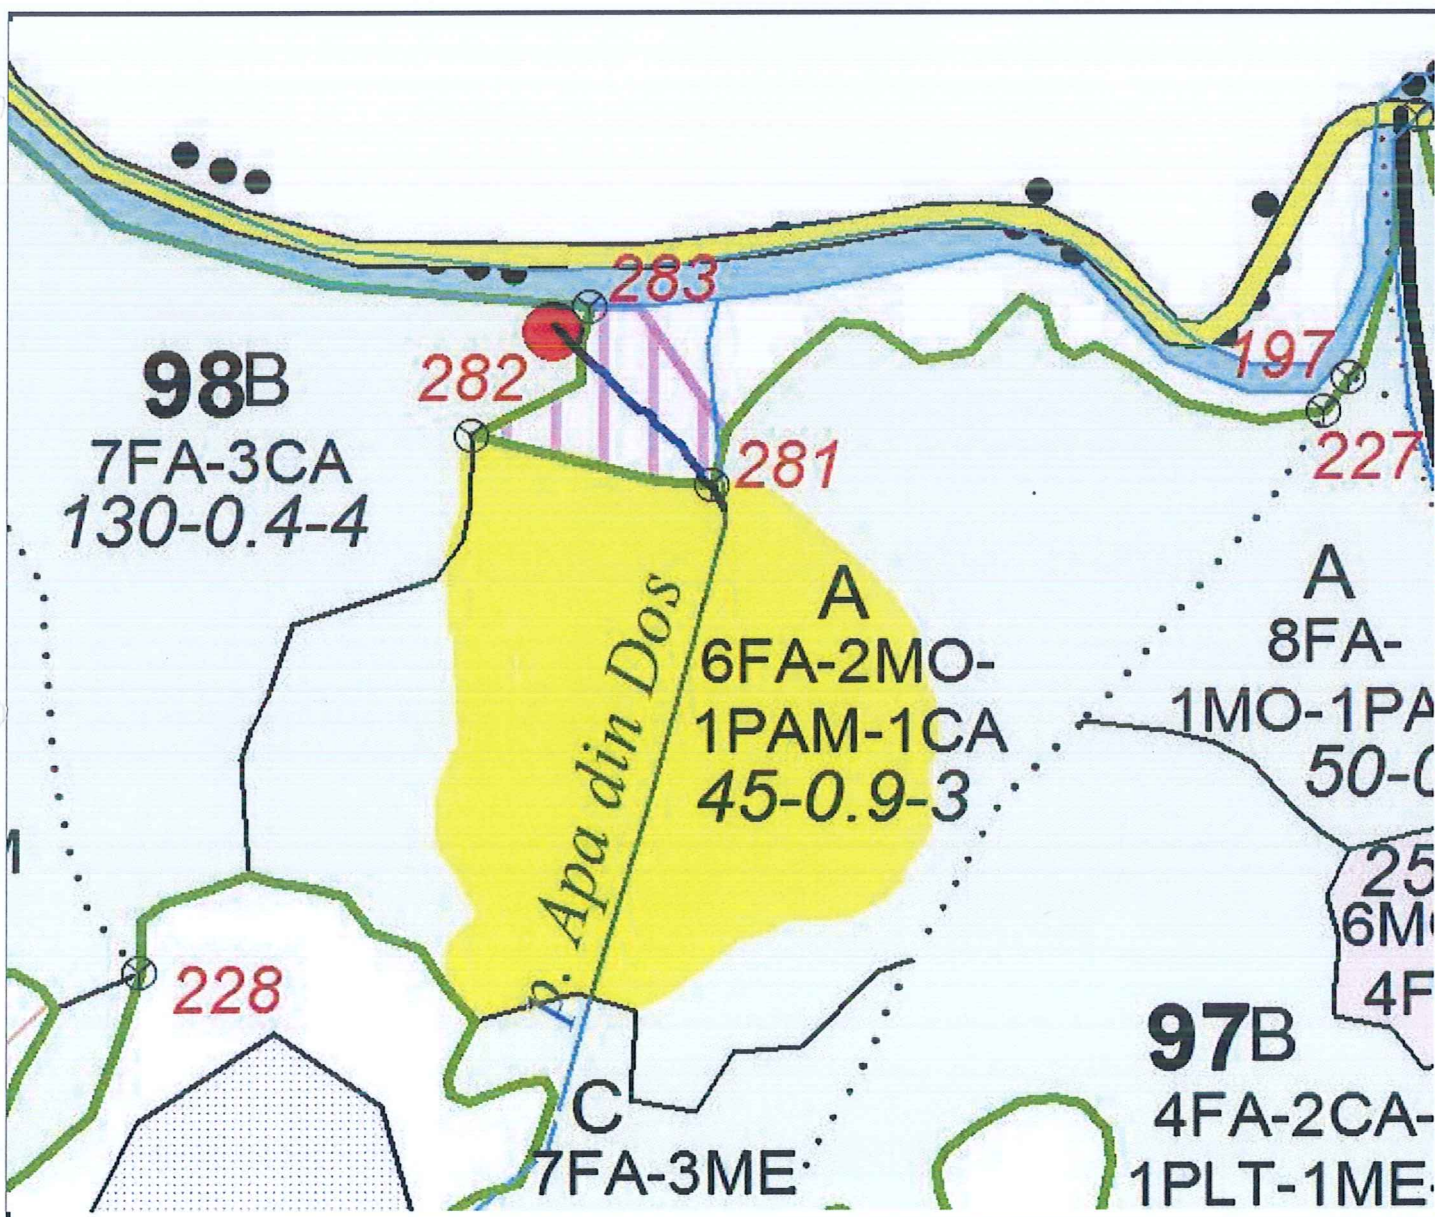 283
197
282
98B
7FA-3CA
130-0.4-4
281
227
A
6FA-2MO-
1PAM-1CA
45-0.9-3
A
8FA-
1MO-1PA
50-0
p. Apa din Dos
25
6M
4F
228
97B
4FA-2CA-
1PLT-1ME-
C
7FA-3ME